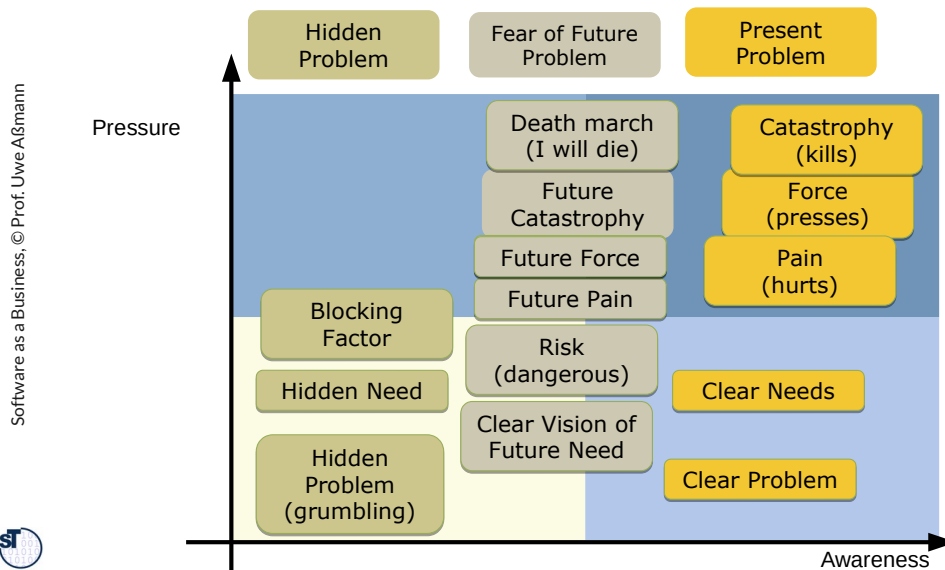 Hidden
Problem
Fear of Future
Problem
Present
Problem
Pressure
Death march
(I will die)
Catastrophy
(kills)
Future
Catastrophy
Force
(presses)
Future Force
Pain
(hurts)
Future Pain
Blocking
Factor
Risk
(dangerous)
Hidden Need
Clear Needs
Clear Vision of
Future Need
Hidden
Problem
(grumbling)
Clear Problem
Awareness
Software as a Business, © Prof. Uwe Aßmann
ST